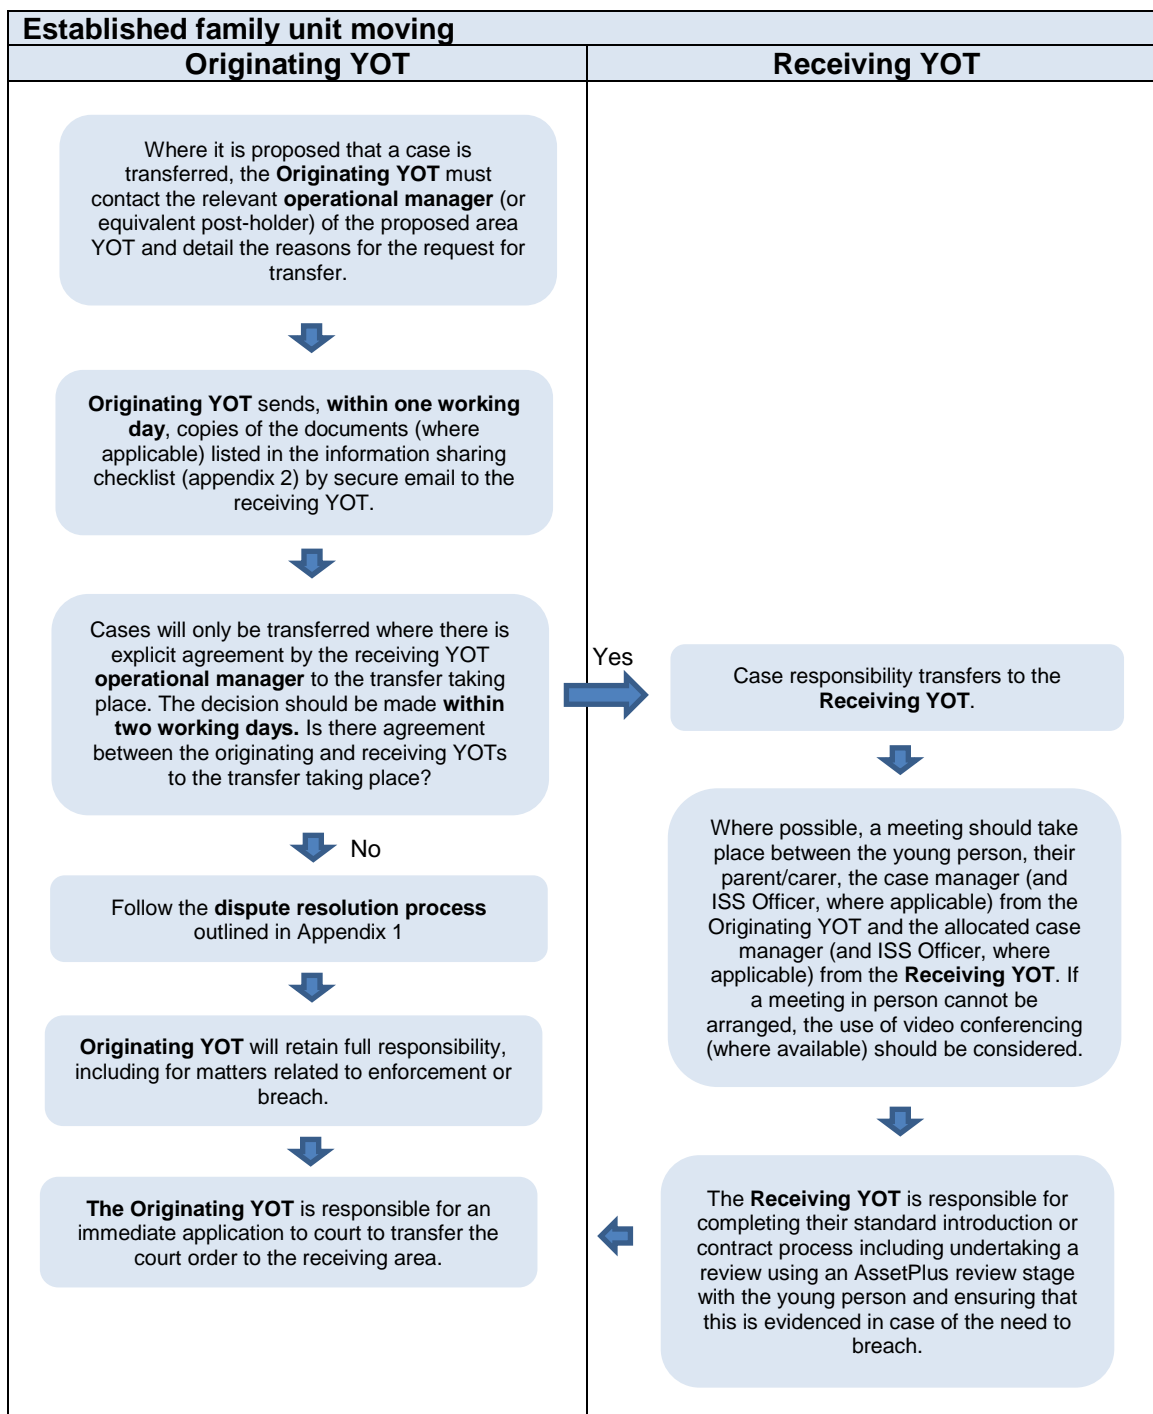 Established family unit moving
Originating YOT
Receiving YOT
Where it is proposed that a case is
transferred, the Originating YOT must
contact the relevant operational manager (or
equivalent post-holder) of the proposed area
YOT and detail the reasons for the request for
transfer.
Originating YOT sends, within one working
day, copies of the documents (where
applicable) listed in the information sharing
checklist (appendix 2) by secure email to the
receiving YOT.
Cases will only be transferred where there is
explicit agreement by the receiving YOT
operational manager to the transfer taking
place. The decision should be made within
two working days. Is there agreement
between the originating and receiving YOTs
to the transfer taking place?
Yes
Case responsibility transfers to the
Receiving YOT.
No
Follow the dispute resolution process
outlined in Appendix 1
Originating YOT will retain full responsibility,
including for matters related to enforcement or
breach.
The Originating YOT is responsible for an
immediate application to court to transfer the
court order to the receiving area.
Where possible, a meeting should take
place between the young person, their
parent/carer, the case manager (and
ISS Officer, where applicable) from the
Originating YOT and the allocated case
manager (and ISS Officer, where
applicable) from the Receiving YOT. If
a meeting in person cannot be
arranged, the use of video conferencing
(where available) should be considered.
The Receiving YOT is responsible for
completing their standard introduction or
contract process including undertaking a
review using an AssetPlus review stage
with the young person and ensuring that
this is evidenced in case of the need to
breach.